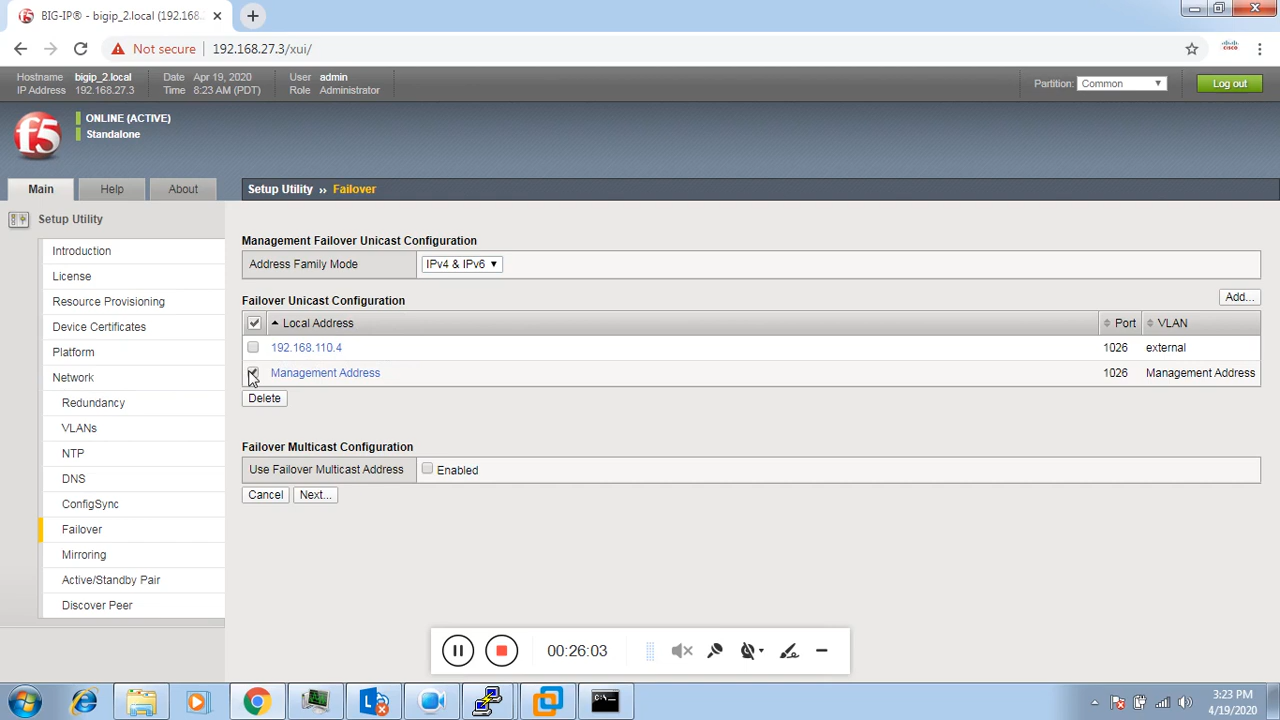 BIG-IP® - bigip_2.local (192.168.
Not secure 192.168.27.3/xui/
Hostname bigip_2.local Date Apr 19, 2020 User admin
IP Address 192.168.27.3 Time 8:23 AM (PDT) Role Administrator
Partition: Common Log out
f5
ONLINE (ACTIVE)
Standalone
Main Help About
Setup Utility ›› Failover
Setup Utility
Introduction
License
Resource Provisioning
Device Certificates
Platform
Network
Redundancy
VLANs
NTP
DNS
ConfigSync
Failover
Mirroring
Active/Standby Pair
Discover Peer
Management Failover Unicast Configuration
Address Family Mode IPv4 & IPv6
Failover Unicast Configuration Add...
Local Address Port VLAN
192.168.110.4 1026 external
Management Address 1026 Management Address
Delete
Failover Multicast Configuration
Use Failover Multicast Address Enabled
Cancel Next...
00:26:03
3:23 PM
4/19/2020